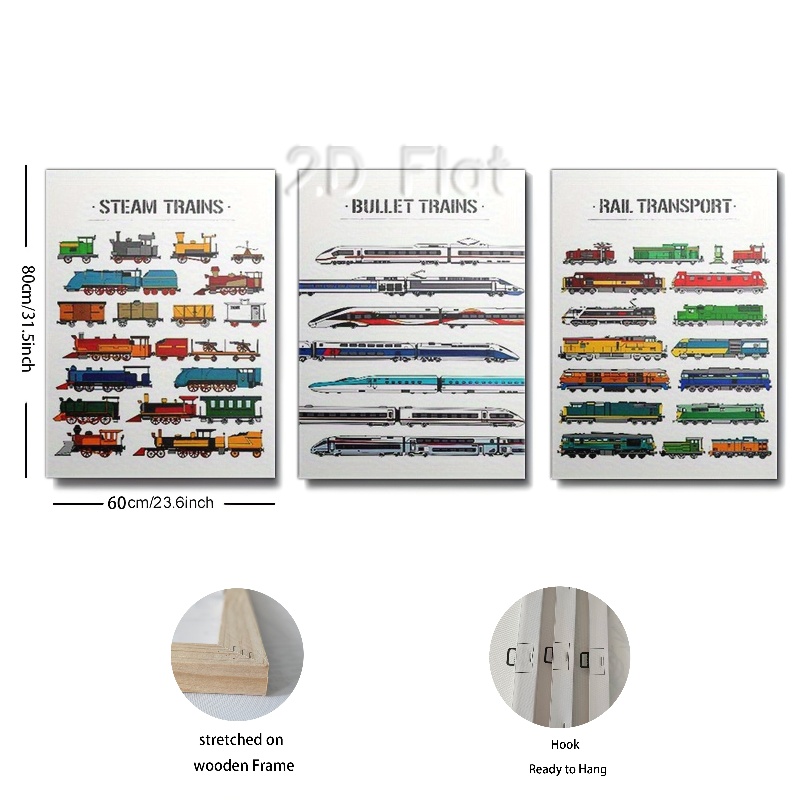 2D Flat
· STEAM TRAINS ·
· BULLET TRAINS ·
· RAIL TRANSPORT ·
80cm/31.5inch
60cm/23.6inch
stretched on
wooden Frame
Hook
Ready to Hang